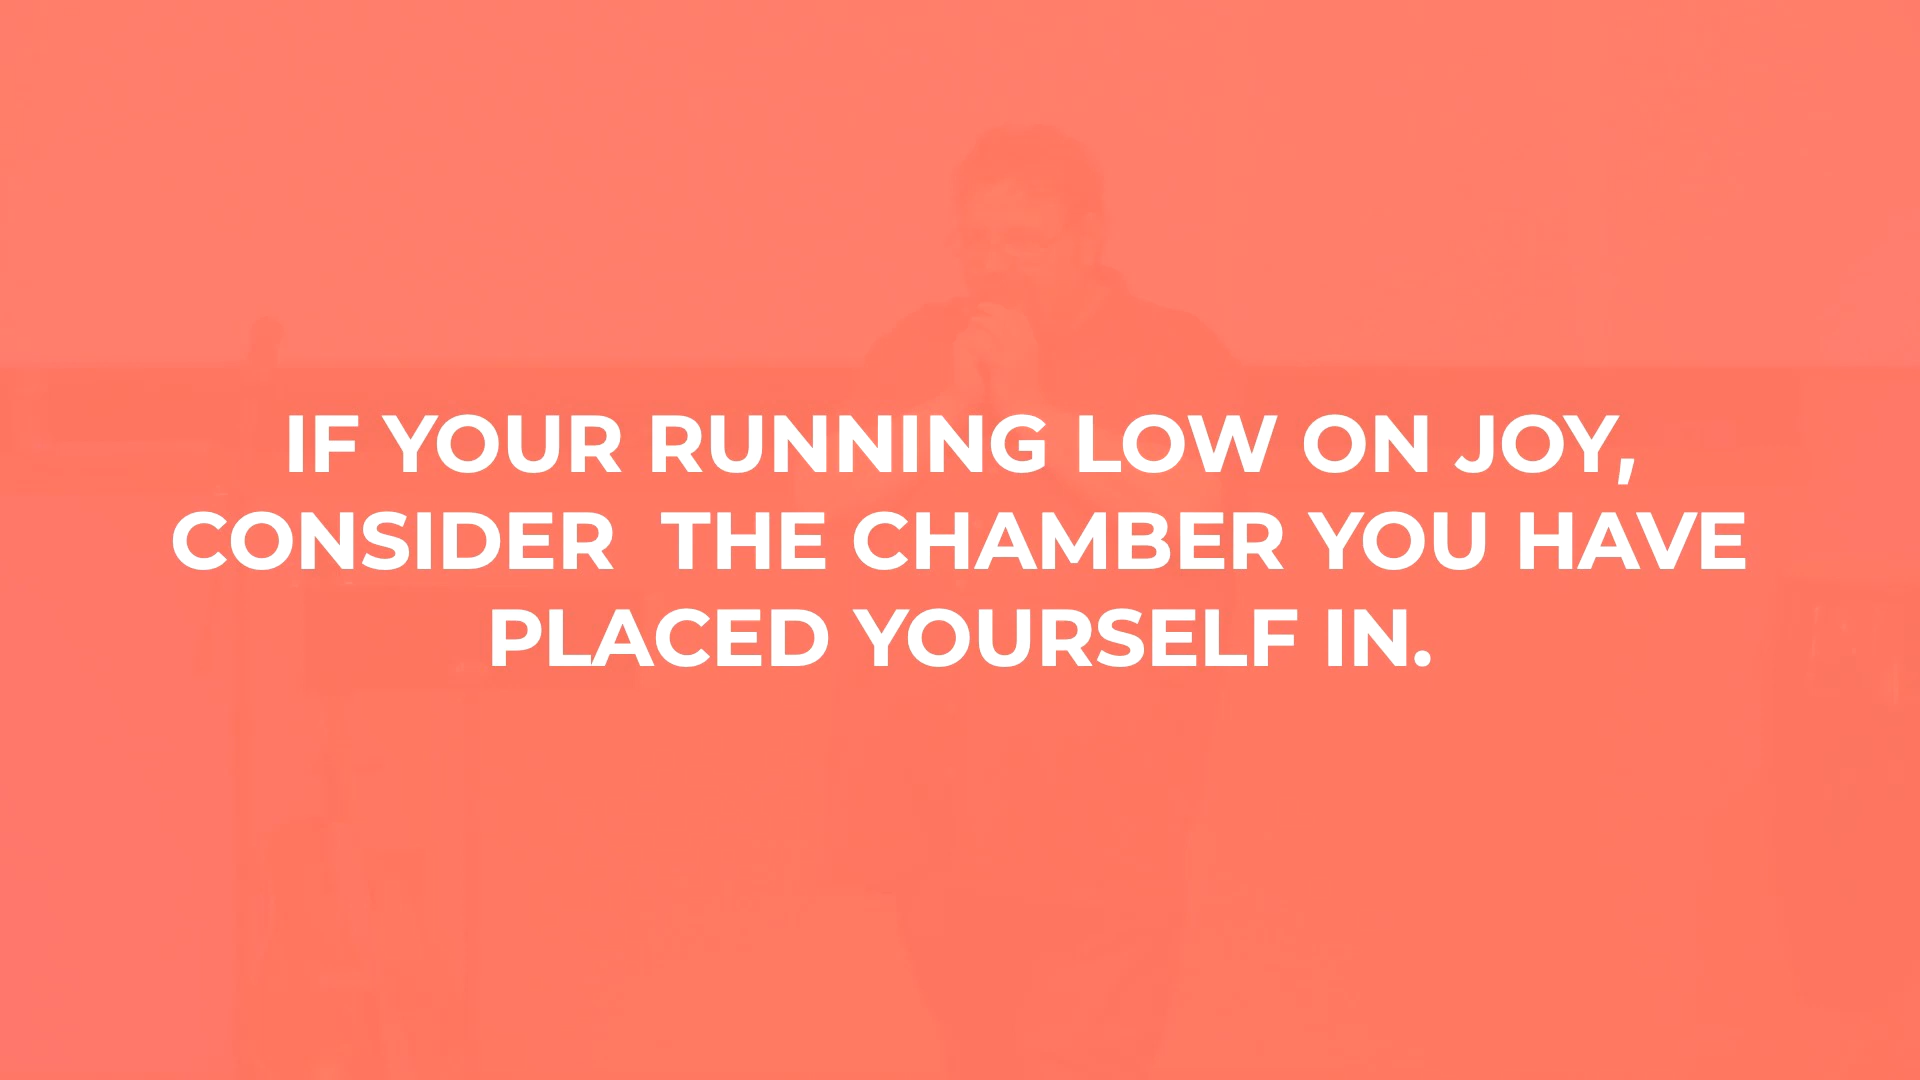 IF YOUR RUNNING LOW ON JOY,
CONSIDER  THE CHAMBER YOU HAVE
PLACED YOURSELF IN.